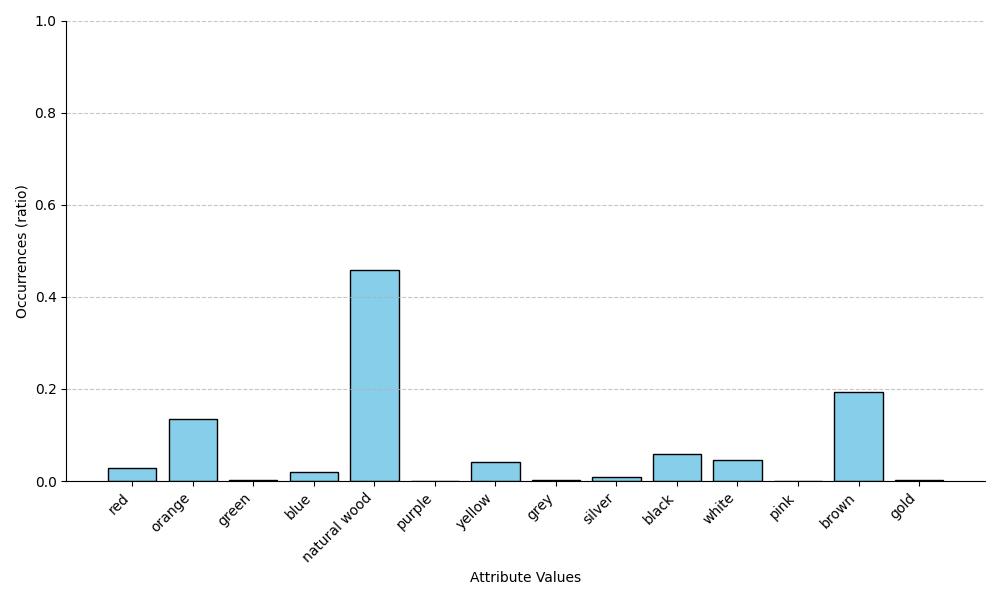 1.0
0.8
0.6
0.4
0.2
0.0
Occurrences (ratio)
red
orange
green
blue
natural wood
purple
yellow
grey
silver
black
white
pink
brown
gold
Attribute Values